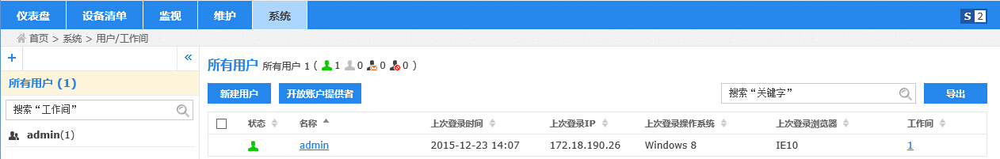 仪表盘 设备清单 监视 维护 系统 S 2
首页 > 系统 > 用户/工作间
+ «
所有用户 (1)
搜索“工作间”
admin(1)
所有用户 所有用户 1 ( 1 0 0 0 )
新建用户 开放账户提供者 搜索“关键字” 导出
状态 名称 上次登录时间 上次登录IP 上次登录操作系统 上次登录浏览器 工作间
admin 2015-12-23 14:07 172.18.190.26 Windows 8 IE10 1